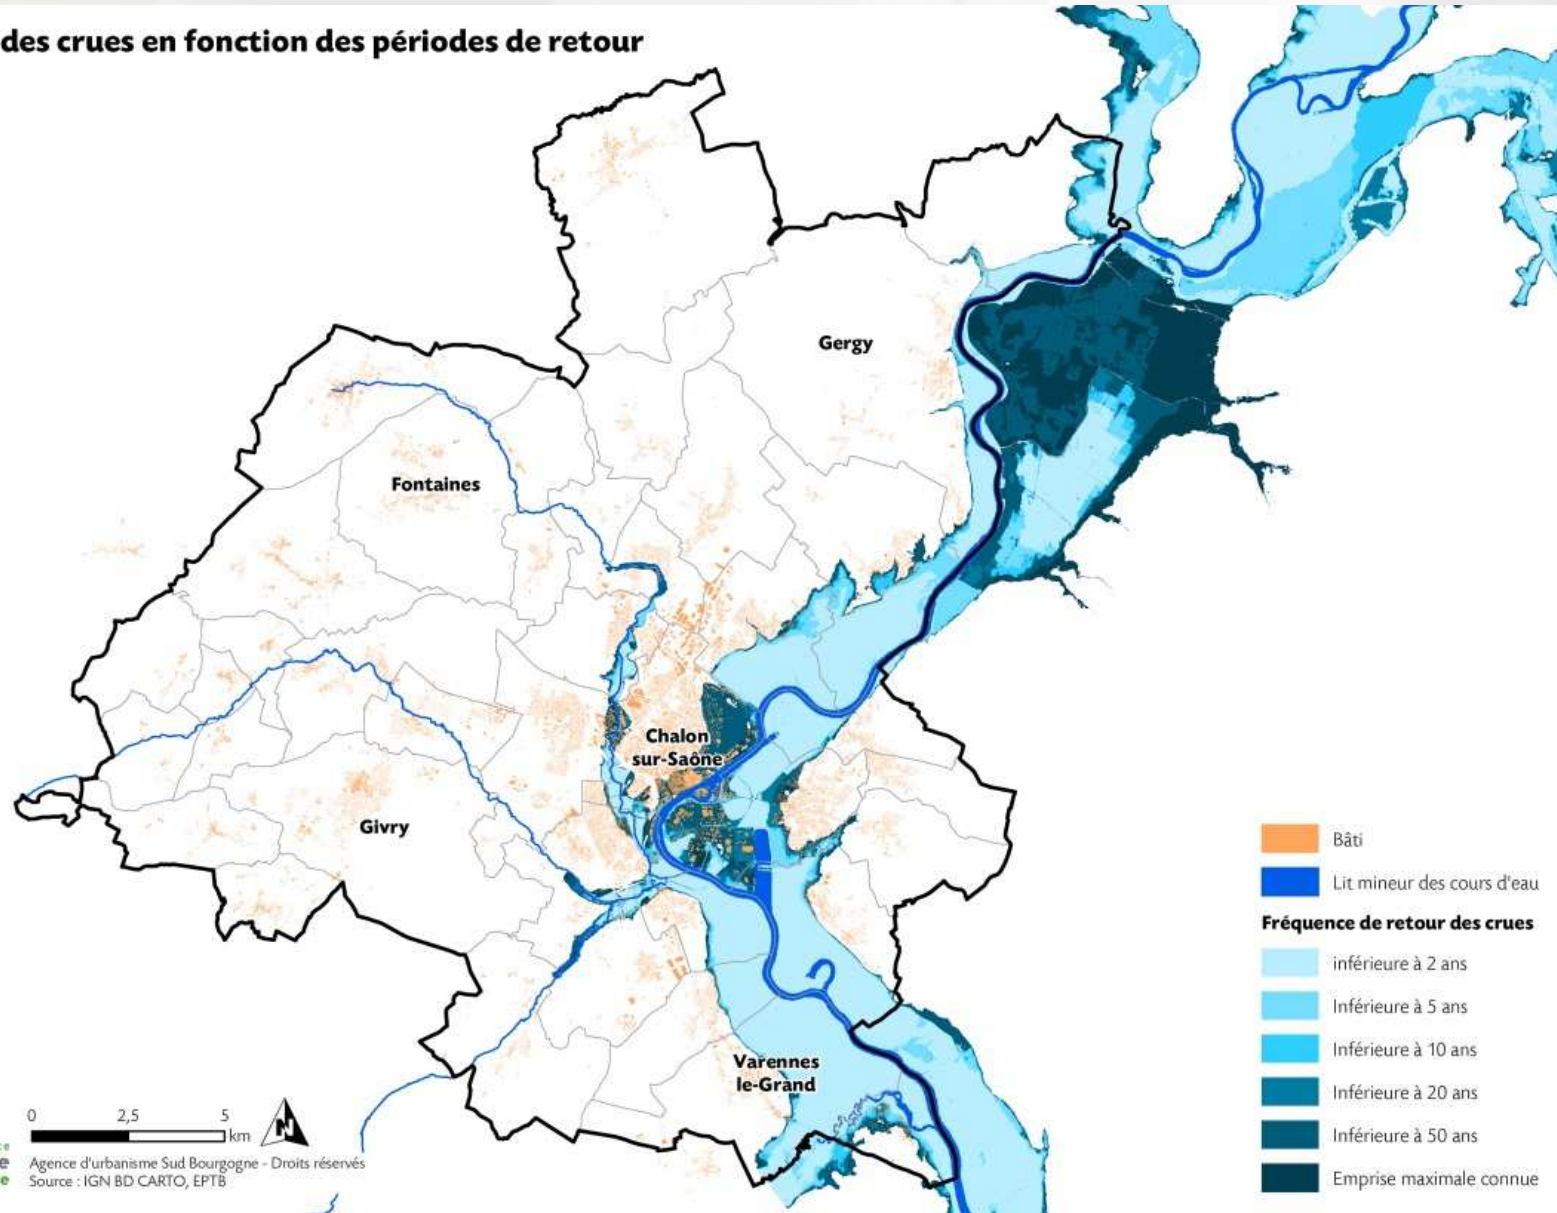 des crues en fonction des périodes de retour
Gergy
Fontaines
Chalon
sur-Saône
Givry
Varennes
le-Grand
Bâti
Lit mineur des cours d'eau
Fréquence de retour des crues
inférieure à 2 ans
Inférieure à 5 ans
Inférieure à 10 ans
Inférieure à 20 ans
Inférieure à 50 ans
Emprise maximale connue
0 2,5 5
km
N
Agence d'urbanisme Sud Bourgogne - Droits réservés
Source : IGN BD CARTO, EPTB